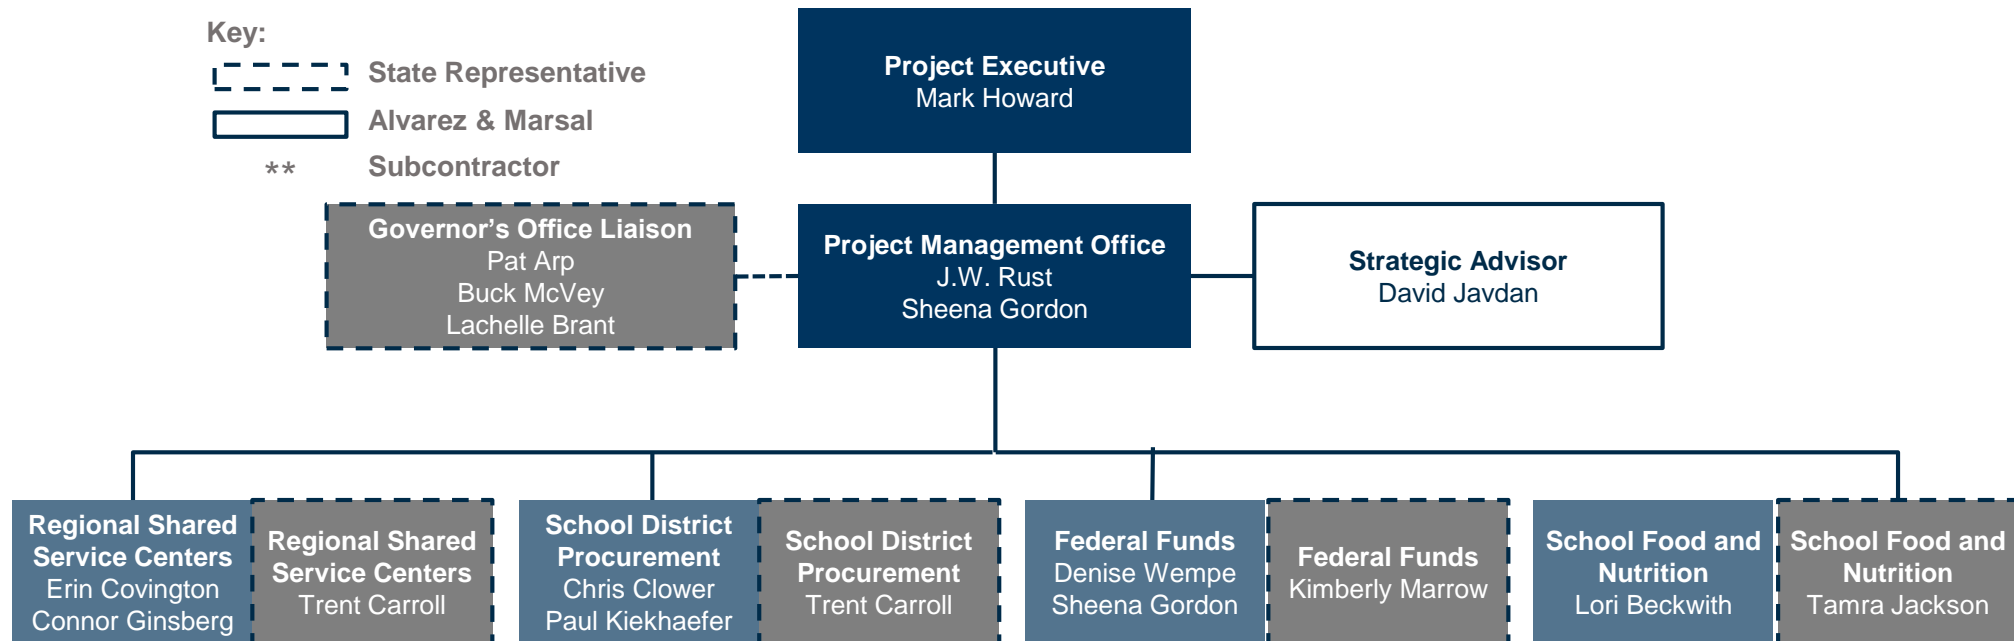 Key:
State Representative
Alvarez & Marsal
** Subcontractor
Project Executive
Mark Howard
Governor’s Office Liaison
Pat Arp
Buck McVey
Lachelle Brant
Project Management Office
J.W. Rust
Sheena Gordon
Strategic Advisor
David Javdan
Regional Shared
Service Centers
Erin Covington
Connor Ginsberg
Regional Shared
Service Centers
Trent Carroll
School District
Procurement
Chris Clower
Paul Kiekhaefer
School District
Procurement
Trent Carroll
Federal Funds
Denise Wempe
Sheena Gordon
Federal Funds
Kimberly Marrow
School Food and
Nutrition
Lori Beckwith
School Food and
Nutrition
Tamra Jackson